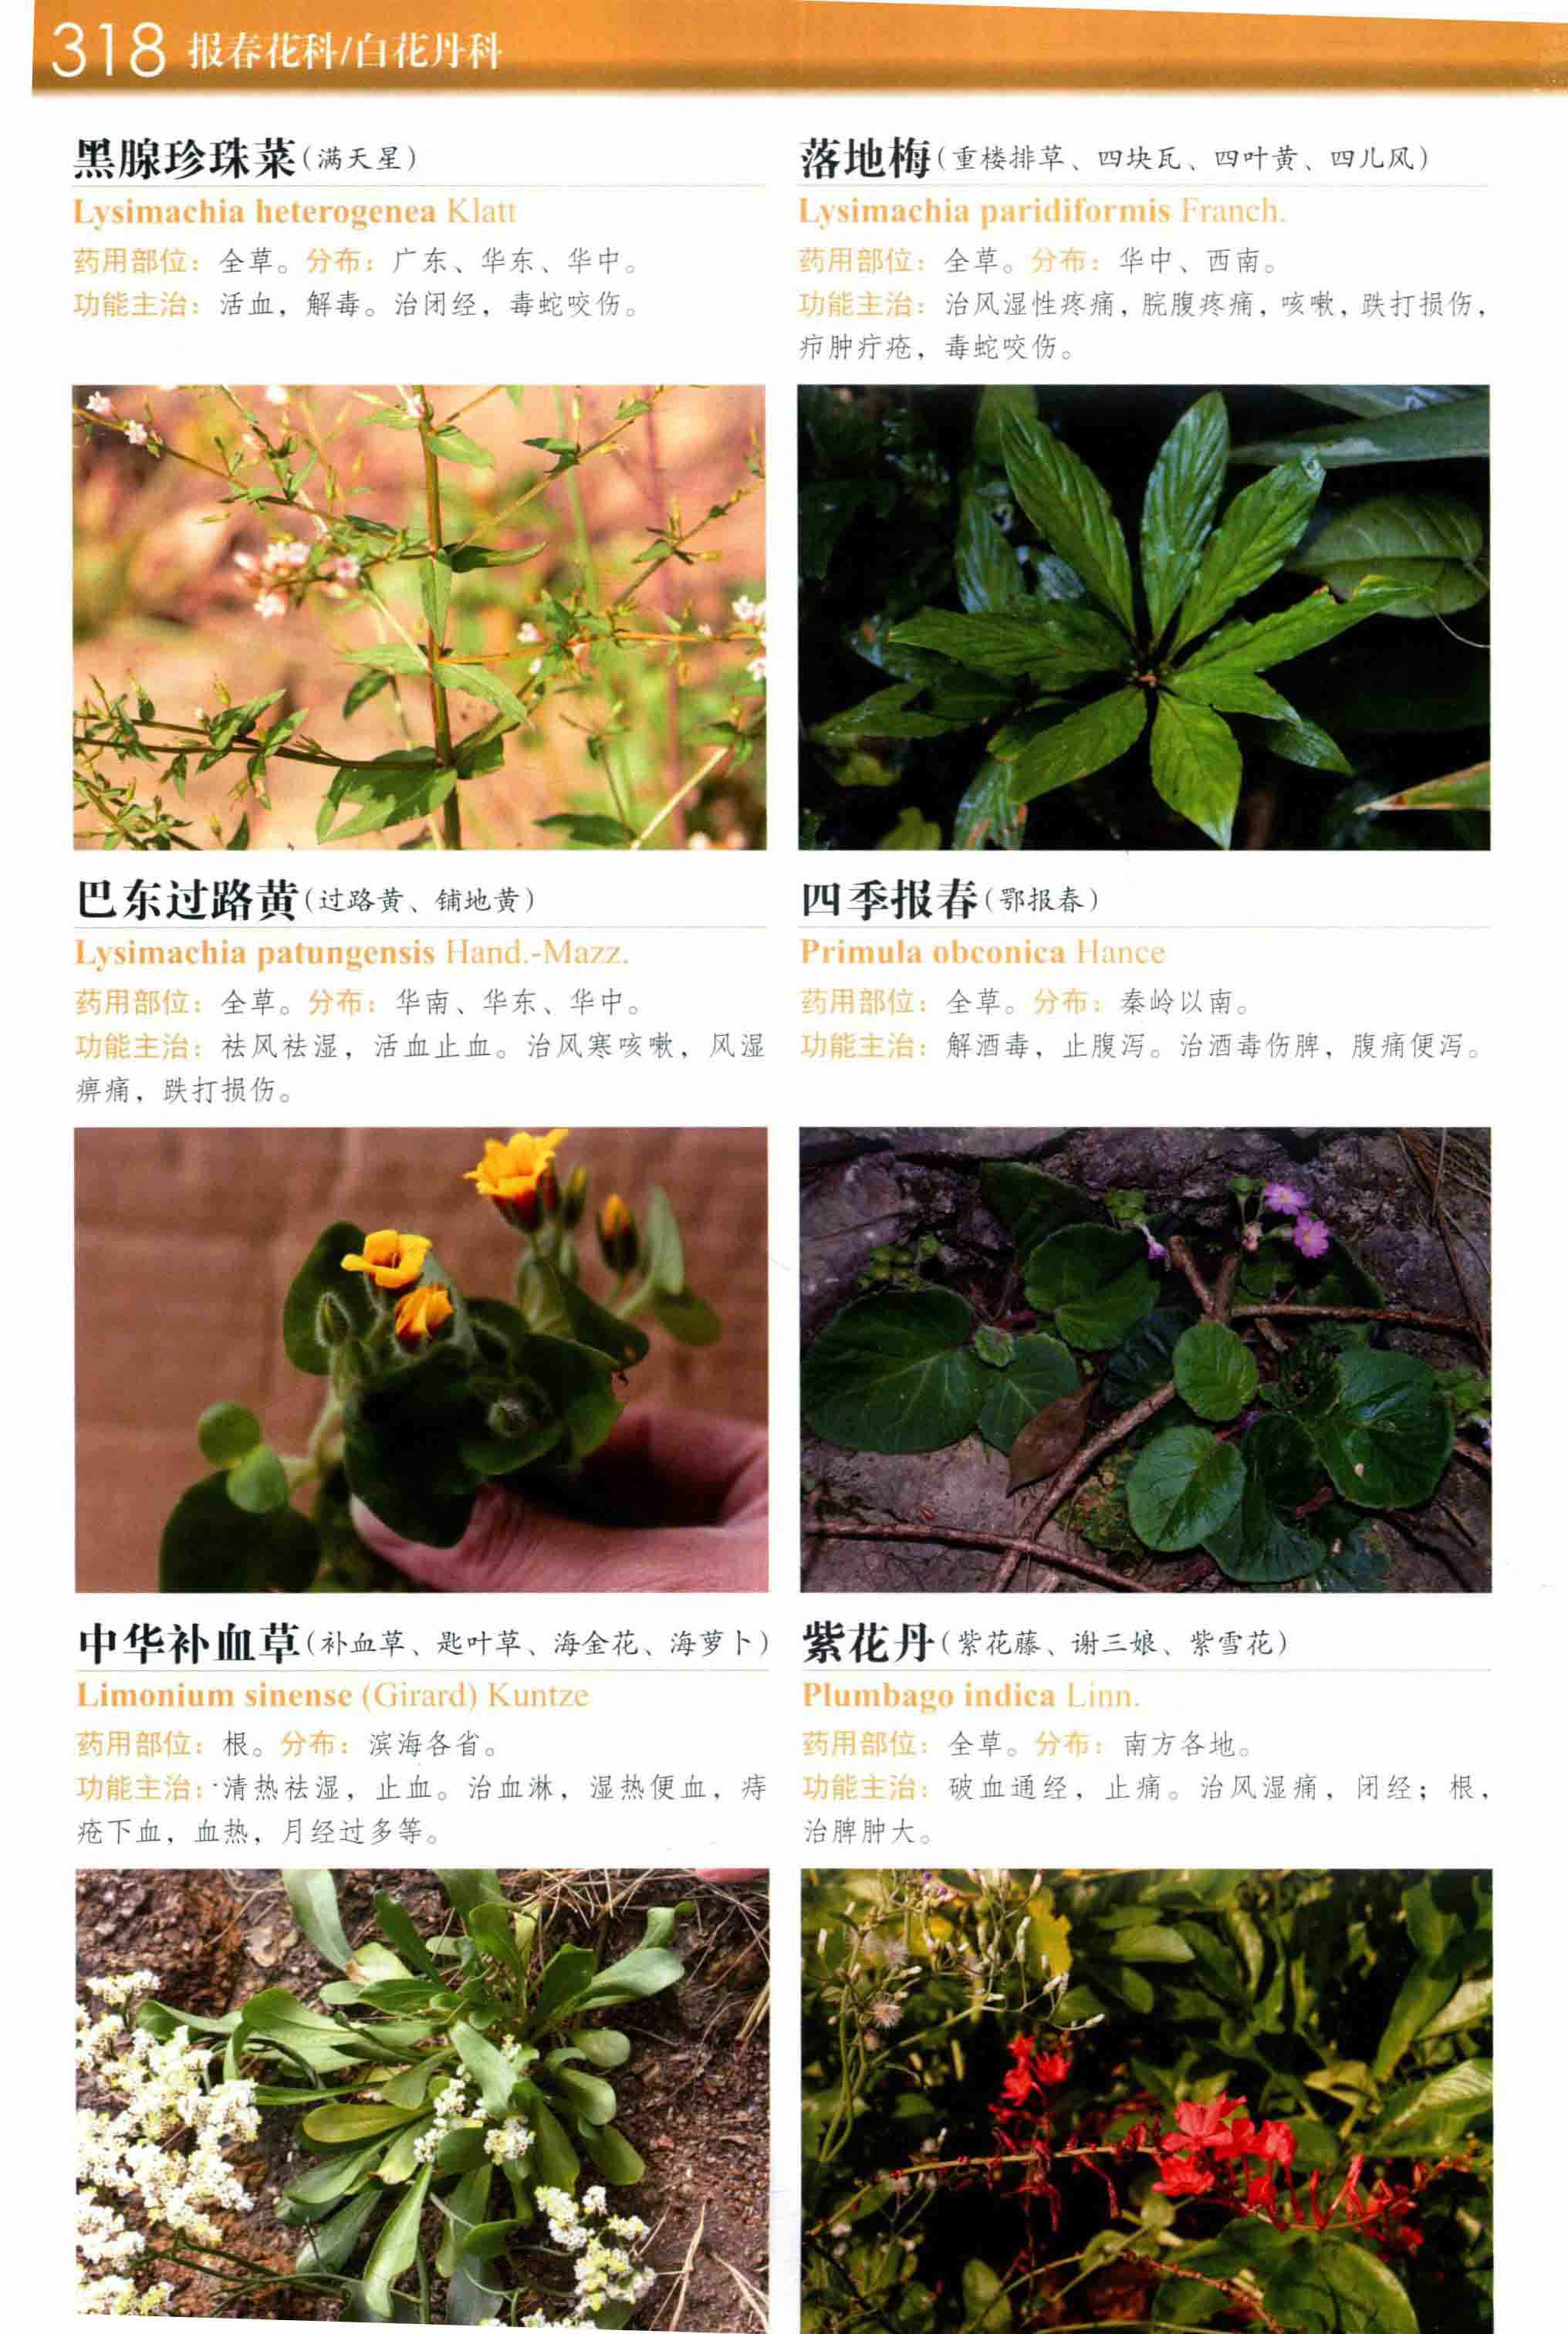 318 报春花科/白花丹科
黑腺珍珠菜(满天星)
Lysimachia heterogenea Klatt
药用部位：全草。分布：广东、华东、华中。
功能主治：活血，解毒。治闭经，毒蛇咬伤。
落地梅(重楼排草、四块瓦、四叶黄、四儿风)
Lysimachia paridiformis Franch.
药用部位：全草。分布：华中、西南。
功能主治：治风湿性疼痛，脘腹疼痛，咳嗽，跌打损伤，
疖肿疔疮，毒蛇咬伤。
巴东过路黄(过路黄、铺地黄)
Lysimachia patungensis Hand.-Mazz.
药用部位：全草。分布：华南、华东、华中。
功能主治：祛风祛湿，活血止血。治风寒咳嗽，风湿
痹痛，跌打损伤。
四季报春(鄂报春)
Primula obconica Hance
药用部位：全草。分布：秦岭以南。
功能主治：解酒毒，止腹泻。治酒毒伤脾，腹痛便泻。
中华补血草(补血草、匙叶草、海金花、海萝卜)
Limonium sinense (Girard) Kuntze
药用部位：根。分布：滨海各省。
功能主治：清热祛湿，止血。治血淋，湿热便血，痔
疮下血，血热，月经过多等。
紫花丹(紫花藤、谢三娘、紫雪花)
Plumbago indica Linn.
药用部位：全草。分布：南方各地。
功能主治：破血通经，止痛。治风湿痛，闭经；根，
治脾肿大。